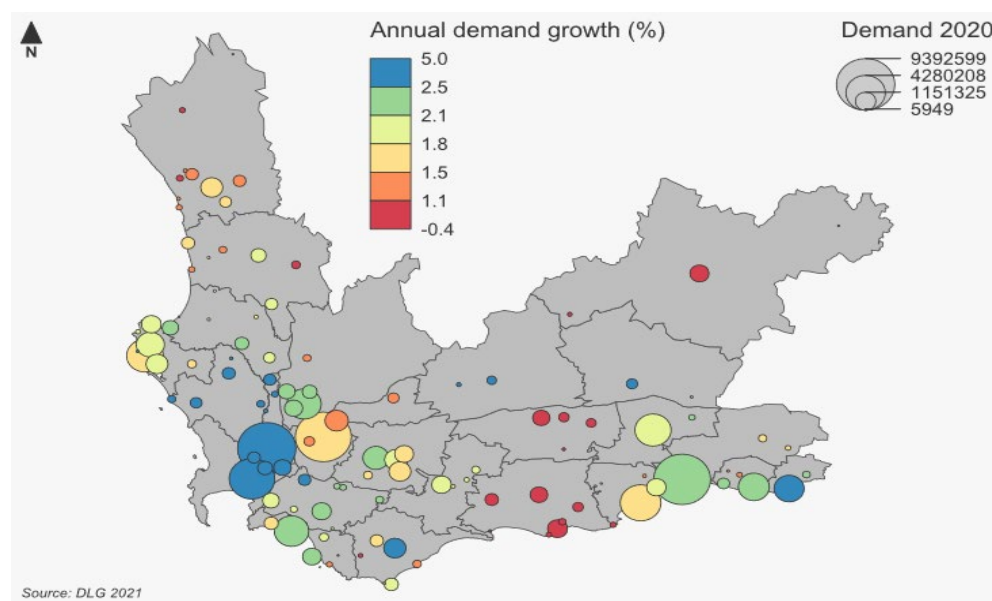 N
Annual demand growth (%)
5.0
2.5
2.1
1.8
1.5
1.1
-0.4
Demand 2020
9392599
4280208
1151325
5949
Source: DLG 2021